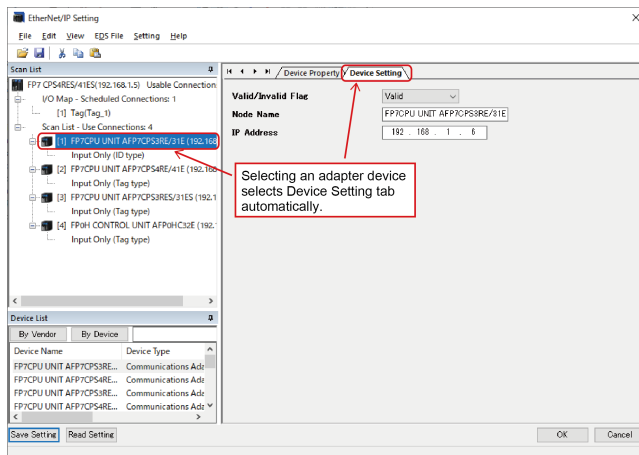 EtherNet/IP Setting
File Edit View EDS File Setting Help
Scan List
FP7 CPS4RES/41ES(192.168.1.5) Usable Connection:
I/O Map - Scheduled Connections: 1
[1] Tag(Tag_1)
Scan List - Use Connections: 4
[1] FP7CPU UNIT AFP7CPS3RE/31E (192.168
Input Only (ID type)
[2] FP7CPU UNIT AFP7CPS4RE/41E (192.168
Input Only (Tag type)
[3] FP7CPU UNIT AFP7CPS3RES/31ES (192.1
Input Only (Tag type)
[4] FP0H CONTROL UNIT AFP0HC32E (192.
Input Only (Tag type)
Device Property
Device Setting
Valid/Invalid Flag Valid
Node Name FP7CPU UNIT AFP7CPS3RE/31E
IP Address 192 . 168 . 1 . 6
Selecting an adapter device
selects Device Setting tab
automatically.
Device List
By Vendor By Device
Device Name Device Type
FP7CPU UNIT AFP7CPS3RE... Communications Ada
FP7CPU UNIT AFP7CPS4RE... Communications Ada
FP7CPU UNIT AFP7CPS3RE... Communications Ada
FP7CPU UNIT AFP7CPS4RE... Communications Ada
Save Setting Read Setting OK Cancel